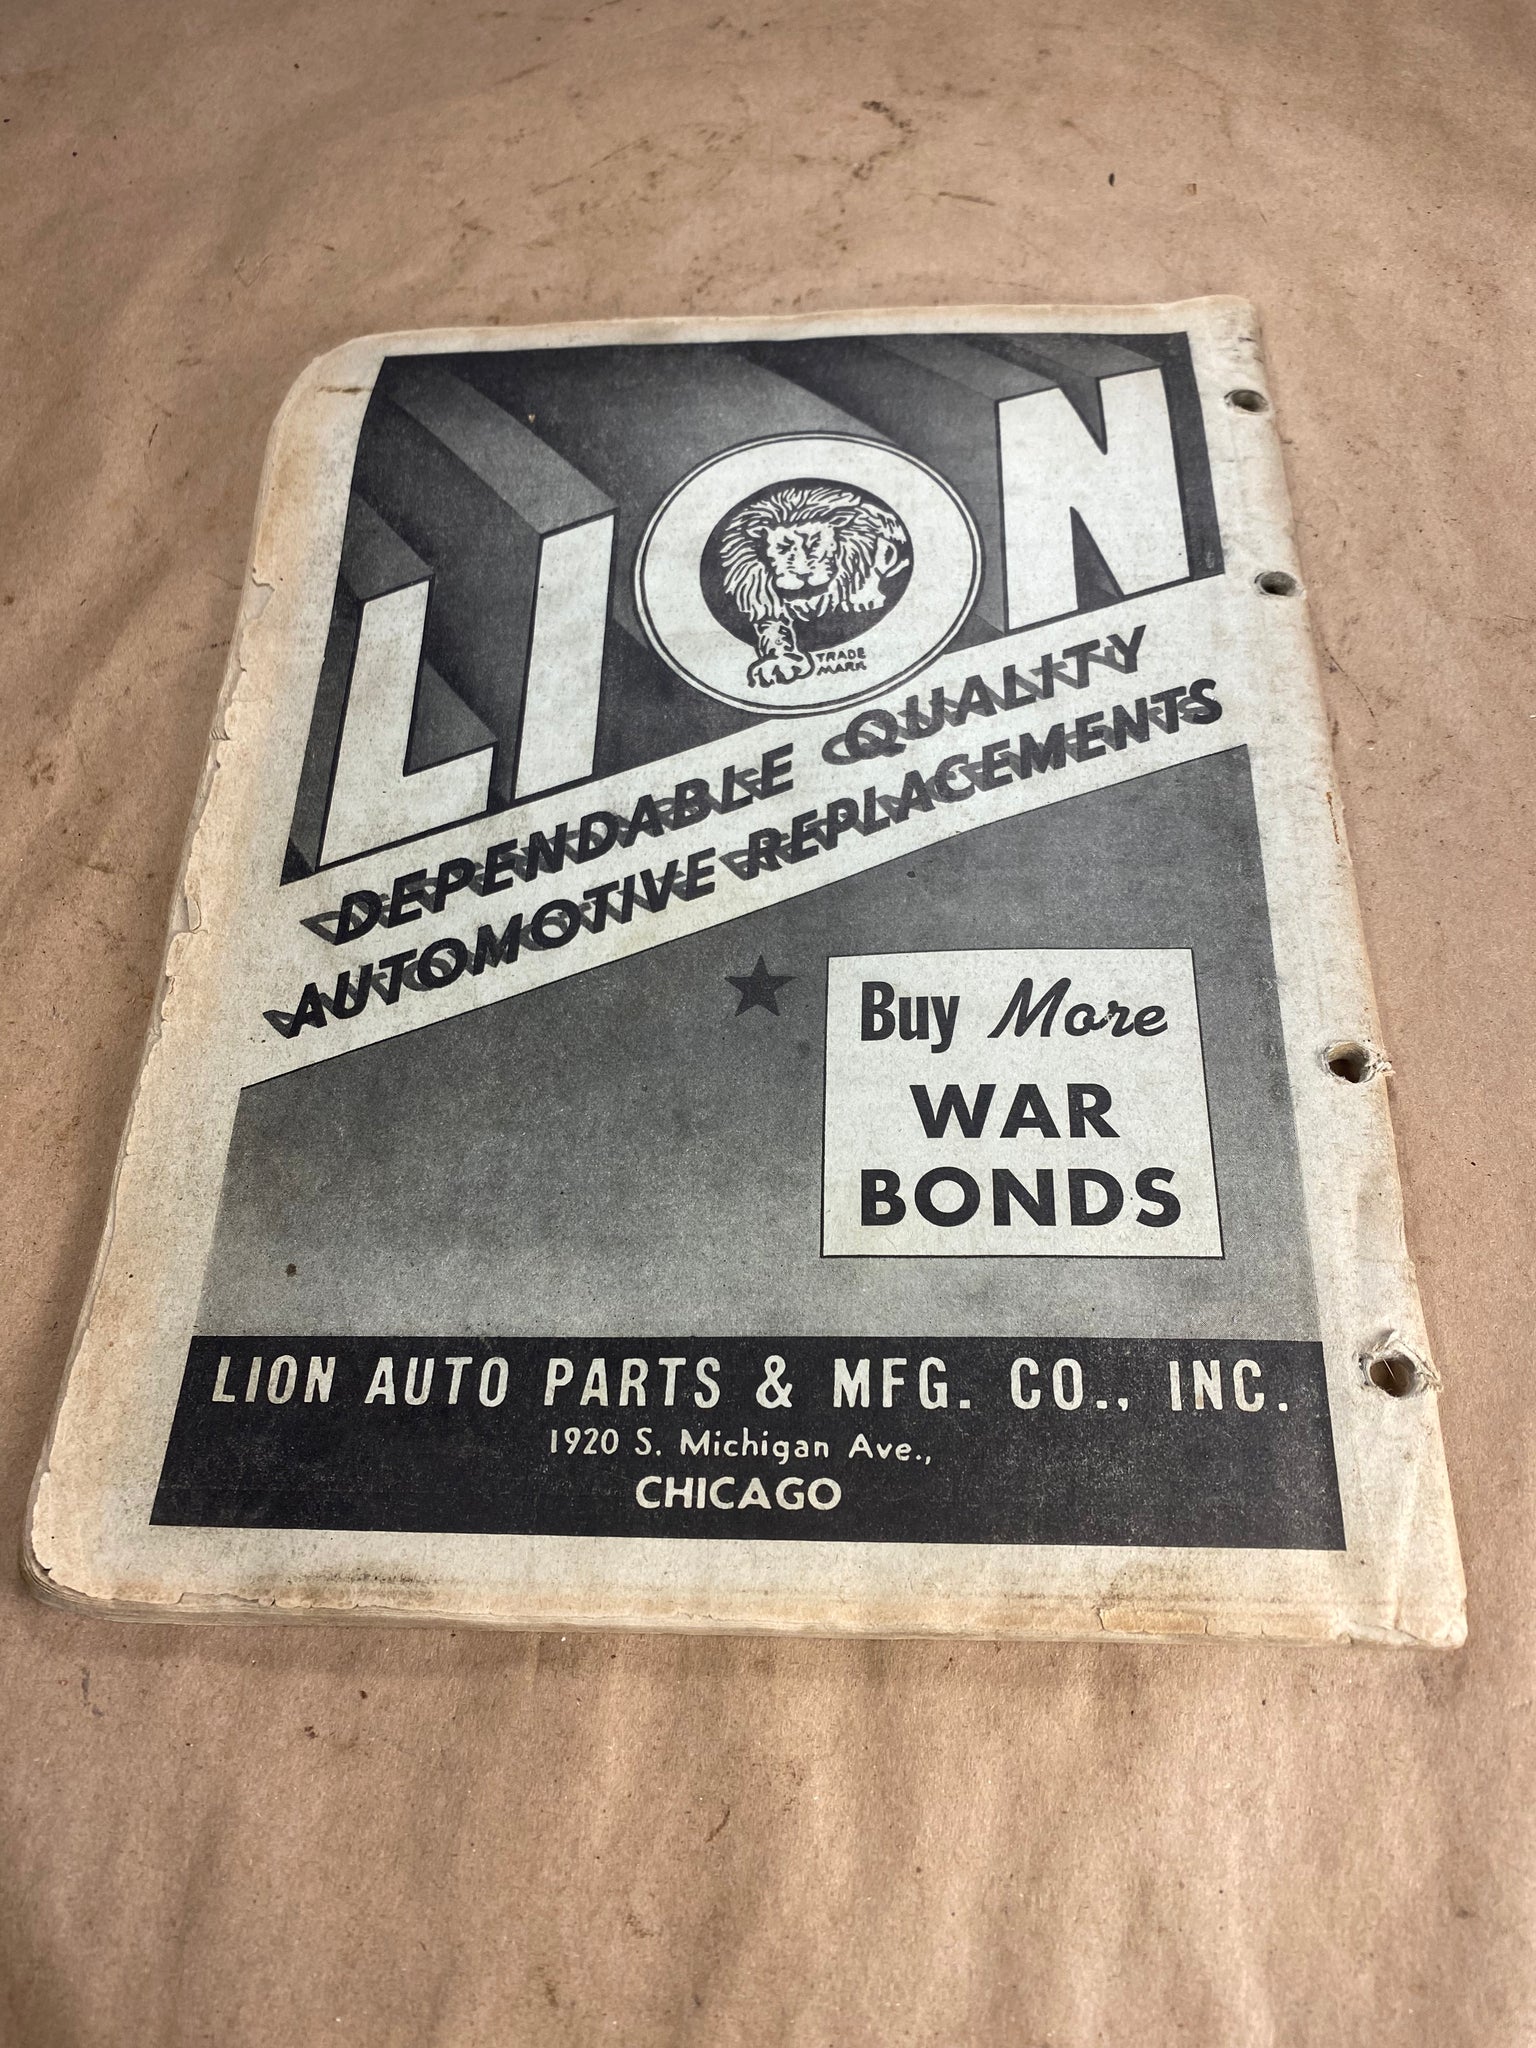 LION
TRADE
MARK
DEPENDABLE QUALITY
AUTOMOTIVE REPLACEMENTS
Buy More
WAR
BONDS
LION AUTO PARTS & MFG. CO., INC.
1920 S. Michigan Ave.,
CHICAGO